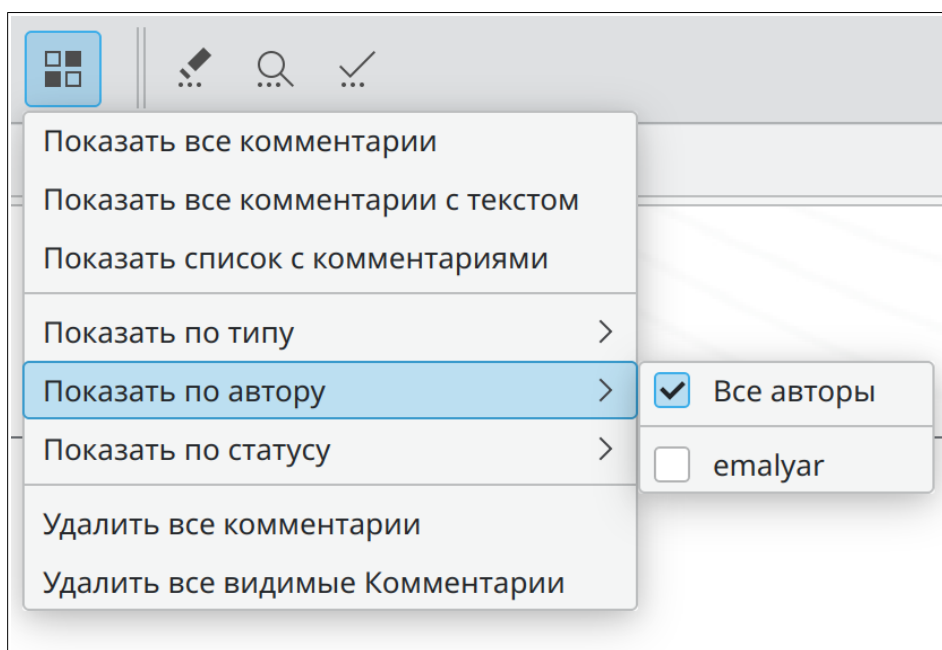 Показать все комментарии
Показать все комментарии с текстом
Показать список с комментариями
Показать по типу
Показать по автору
Все авторы
Показать по статусу
emalyar
Удалить все комментарии
Удалить все видимые Комментарии